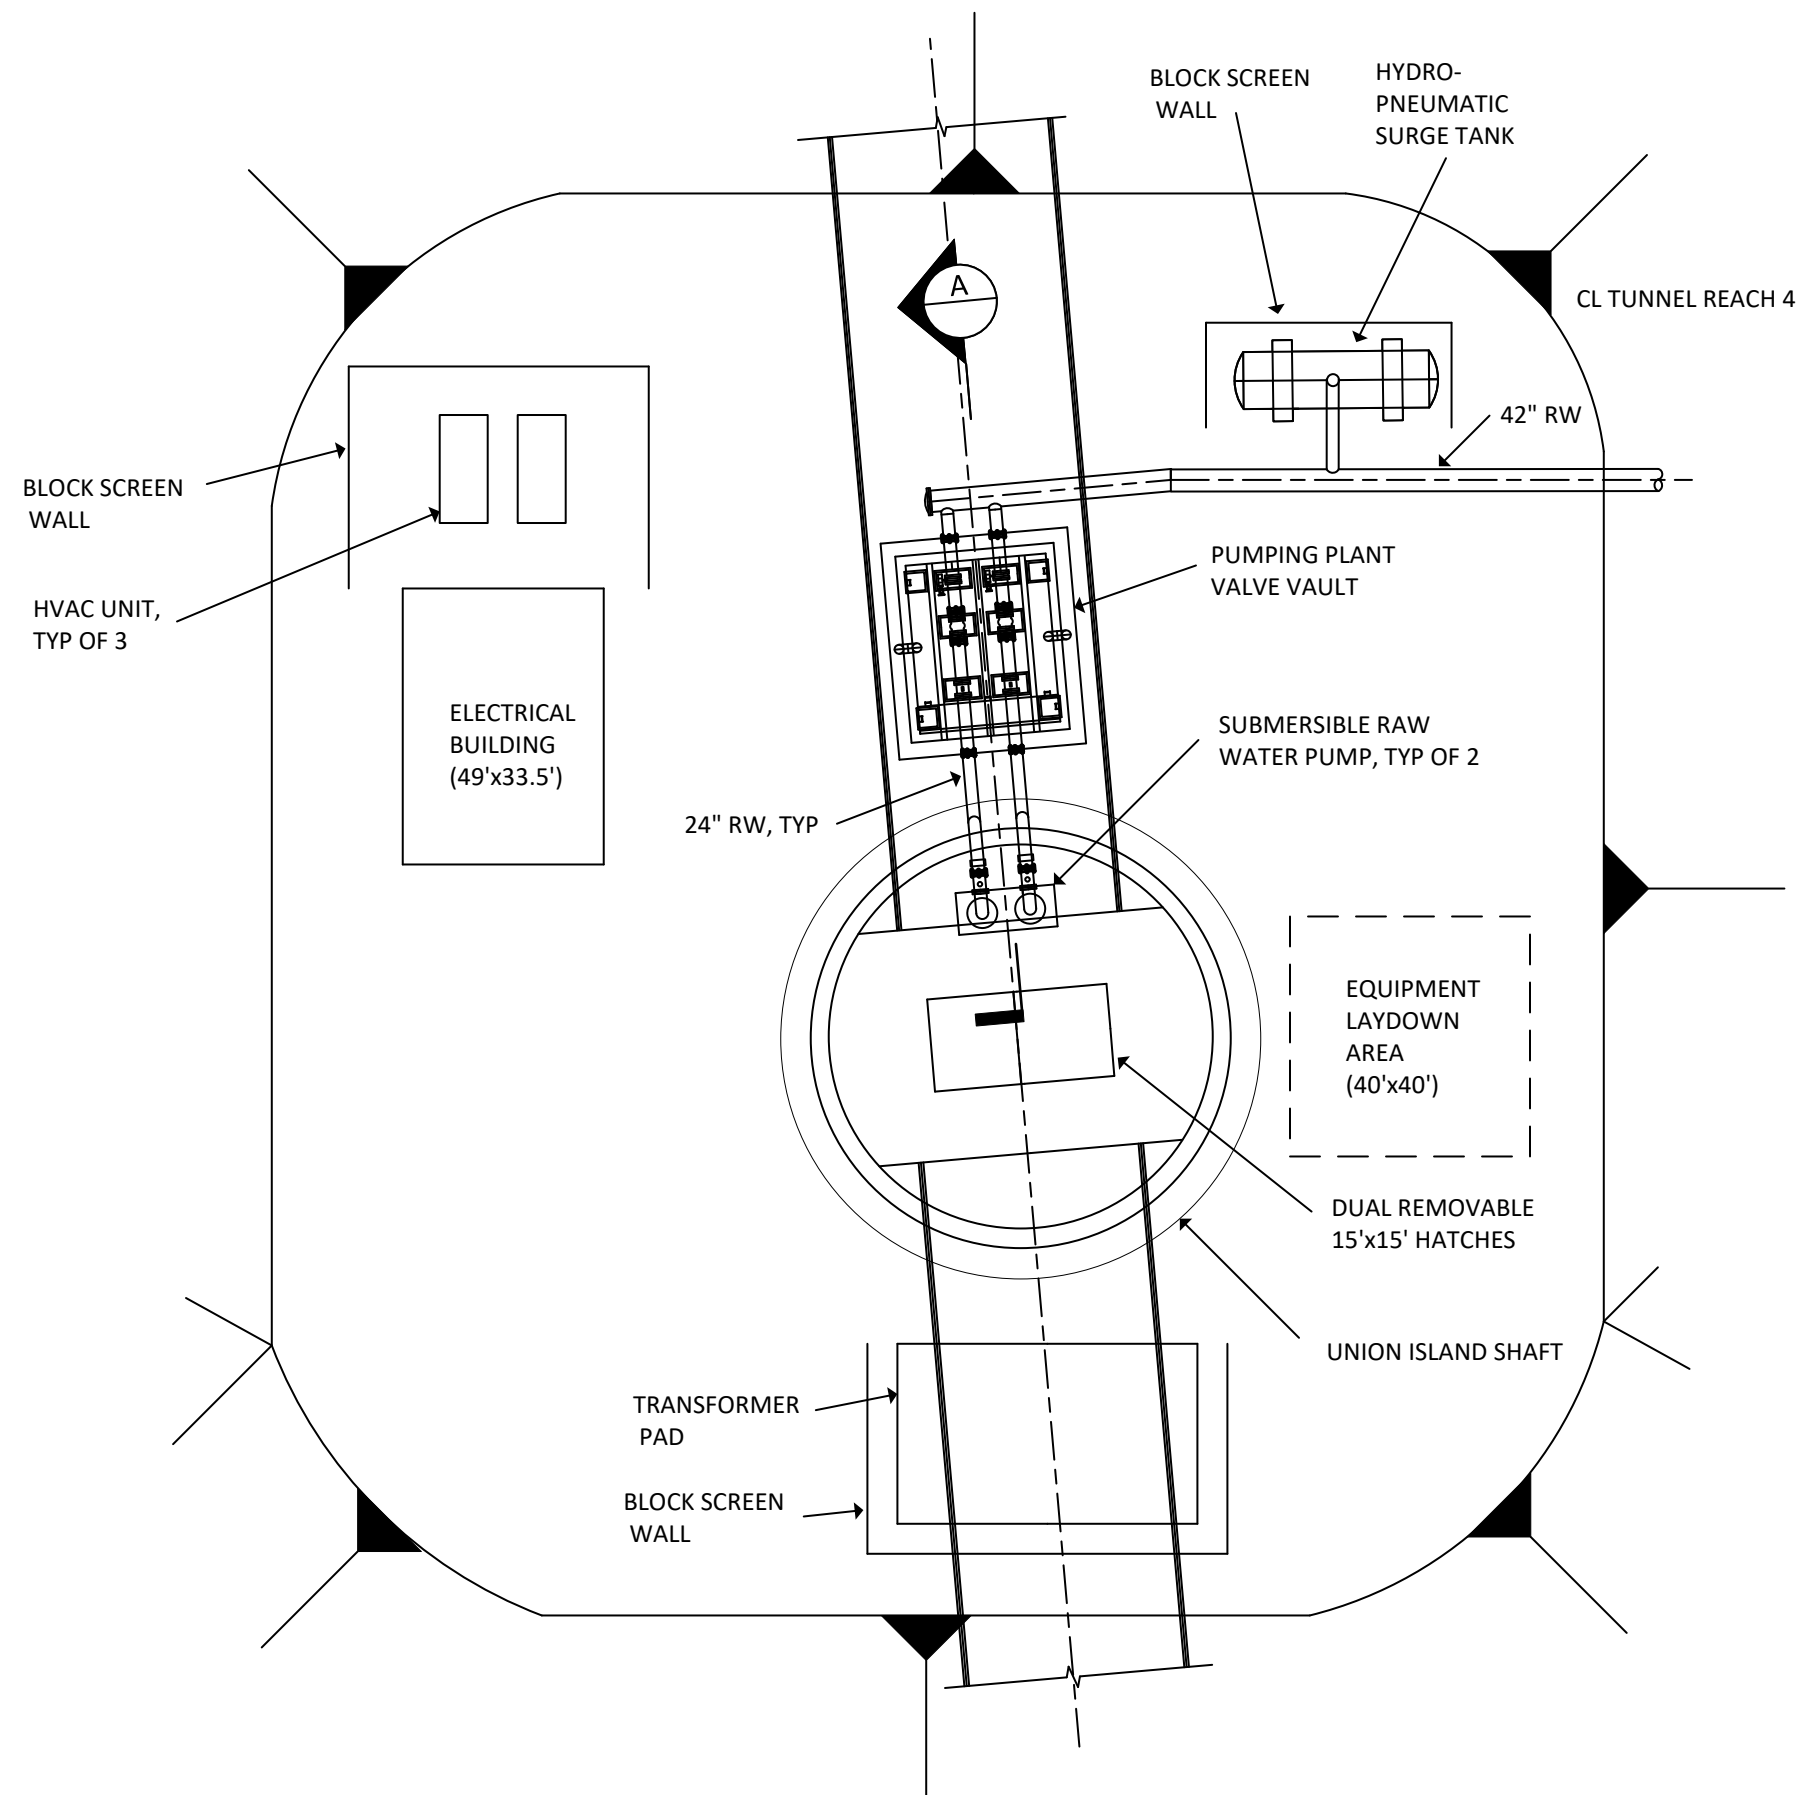 BLOCK SCREEN
WALL
HYDRO-
PNEUMATIC
SURGE TANK
A
CL TUNNEL REACH 4
42" RW
BLOCK SCREEN
WALL
PUMPING PLANT
VALVE VAULT
HVAC UNIT,
TYP OF 3
ELECTRICAL
BUILDING
(49'x33.5')
SUBMERSIBLE RAW
WATER PUMP, TYP OF 2
24" RW, TYP
EQUIPMENT
LAYDOWN
AREA
(40'x40')
DUAL REMOVABLE
15'x15' HATCHES
UNION ISLAND SHAFT
TRANSFORMER
PAD
BLOCK SCREEN
WALL